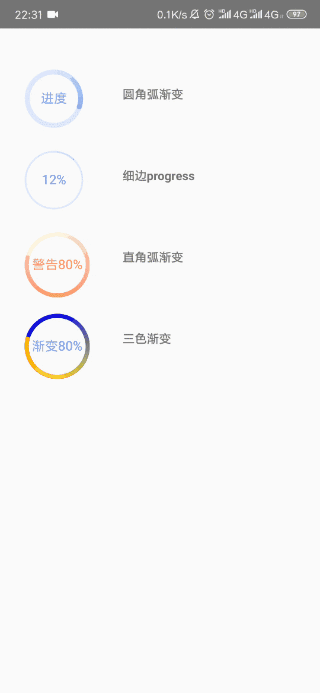 22:31 0.1K/s 4G 4G 97
进度 圆角弧渐变
12% 细边progress
警告80% 直角弧渐变
渐变80% 三色渐变